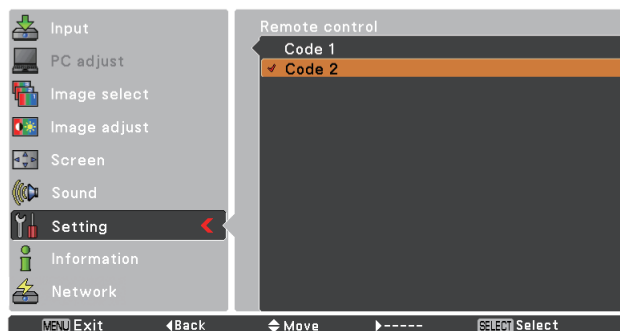 Input
PC adjust
Image select
Image adjust
Screen
Sound
Setting
Information
Network
Remote control
Code 1
Code 2
MENU Exit ◀Back Move ▶----- SELECT Select